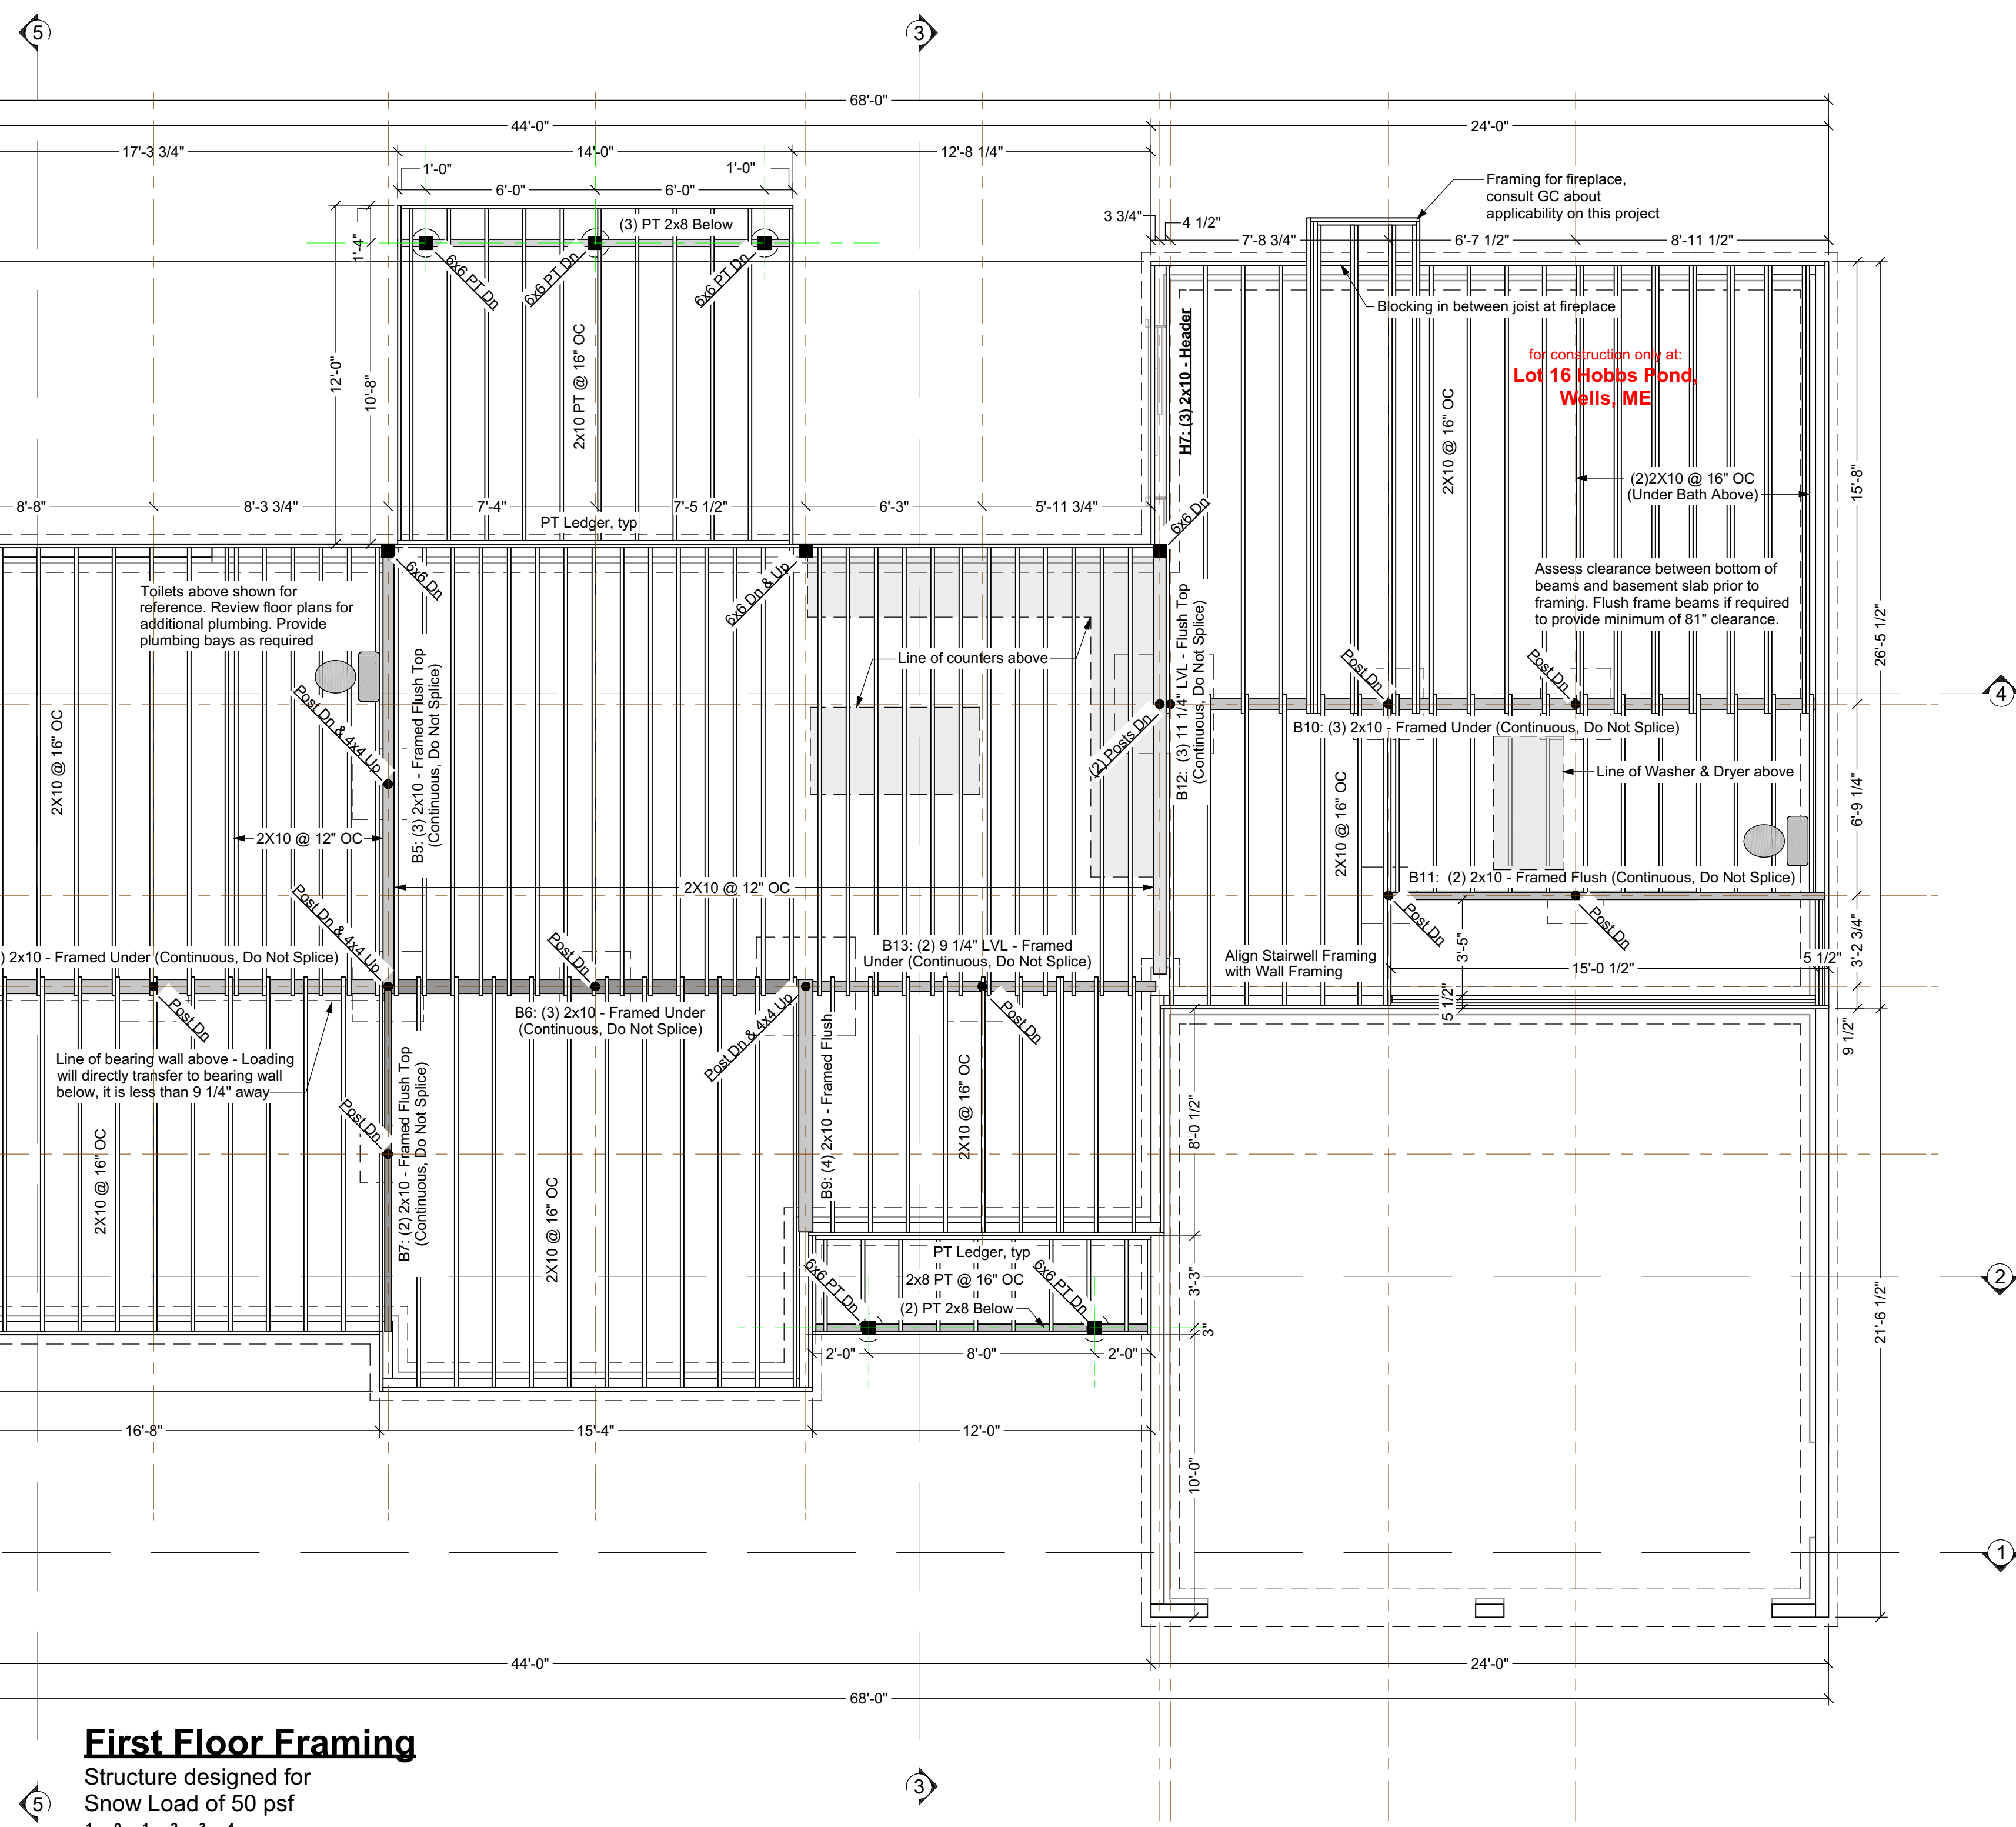 5
3
68'-0"
44'-0"
24'-0"
17'-3 3/4"
14'-0"
12'-8 1/4"
1'-0"
1'-0"
6'-0"
6'-0"
Framing for fireplace,
consult GC about
applicability on this project
3 3/4"
4 1/2"
(3) PT 2x8 Below
1'-4"
7'-8 3/4"
6'-7 1/2"
8'-11 1/2"
6x6 PT Dn
6x6 PT Dn
6x6 PT Dn
Blocking in between joist at fireplace
H7: (3) 2x10 - Header
for construction only at:
Lot 16 Hobbs Pond,
Wells, ME
12'-0"
10'-8"
2x10 PT @ 16" OC
2X10 @ 16" OC
(2)2X10 @ 16" OC
(Under Bath Above)
15'-8"
8'-8"
8'-3 3/4"
7'-4"
7'-5 1/2"
6'-3"
5'-11 3/4"
PT Ledger, typ
6x6 Dn
6x6 Dn
6x6 Dn & Up
Toilets above shown for
reference. Review floor plans for
additional plumbing. Provide
plumbing bays as required
Assess clearance between bottom of
beams and basement slab prior to
framing. Flush frame beams if required
to provide minimum of 81" clearance.
26'-5 1/2"
Line of counters above
Post Dn
Post Dn
4
Post Dn & 4x4 Up
B5: (3) 2x10 - Framed Flush Top
(Continuous, Do Not Splice)
B12: (3) 11 1/4" LVL - Flush Top
(Continuous, Do Not Splice)
(2) Posts Dn
B10: (3) 2x10 - Framed Under (Continuous, Do Not Splice)
2X10 @ 16" OC
Line of Washer & Dryer above
2X10 @ 16" OC
6'-9 1/4"
2X10 @ 12" OC
2X10 @ 12" OC
B11: (2) 2x10 - Framed Flush (Continuous, Do Not Splice)
Post Dn & 4x4 Up
Post Dn
Post Dn
Post Dn
) 2x10 - Framed Under (Continuous, Do Not Splice)
B13: (2) 9 1/4" LVL - Framed
Under (Continuous, Do Not Splice)
Align Stairwell Framing
with Wall Framing
3'-5"
15'-0 1/2"
5 1/2"
3'-2 3/4"
5 1/2"
9 1/2"
Post Dn
B6: (3) 2x10 - Framed Under
(Continuous, Do Not Splice)
Post Dn & 4x4 Up
Post Dn
Line of bearing wall above - Loading
will directly transfer to bearing wall
below, it is less than 9 1/4" away
Post Dn
B7: (2) 2x10 - Framed Flush Top
(Continuous, Do Not Splice)
B9: (4) 2x10 - Framed Flush
2X10 @ 16" OC
2X10 @ 16" OC
2X10 @ 16" OC
8'-0 1/2"
PT Ledger, typ
2x8 PT @ 16" OC
(2) PT 2x8 Below
6x6 PT Dn
6x6 PT Dn
3'-3"
3"
2
21'-6 1/2"
2'-0"
8'-0"
2'-0"
16'-8"
15'-4"
12'-0"
10'-0"
1
44'-0"
24'-0"
68'-0"
First Floor Framing
Structure designed for
Snow Load of 50 psf
5
3
1 0 1 2 3 4